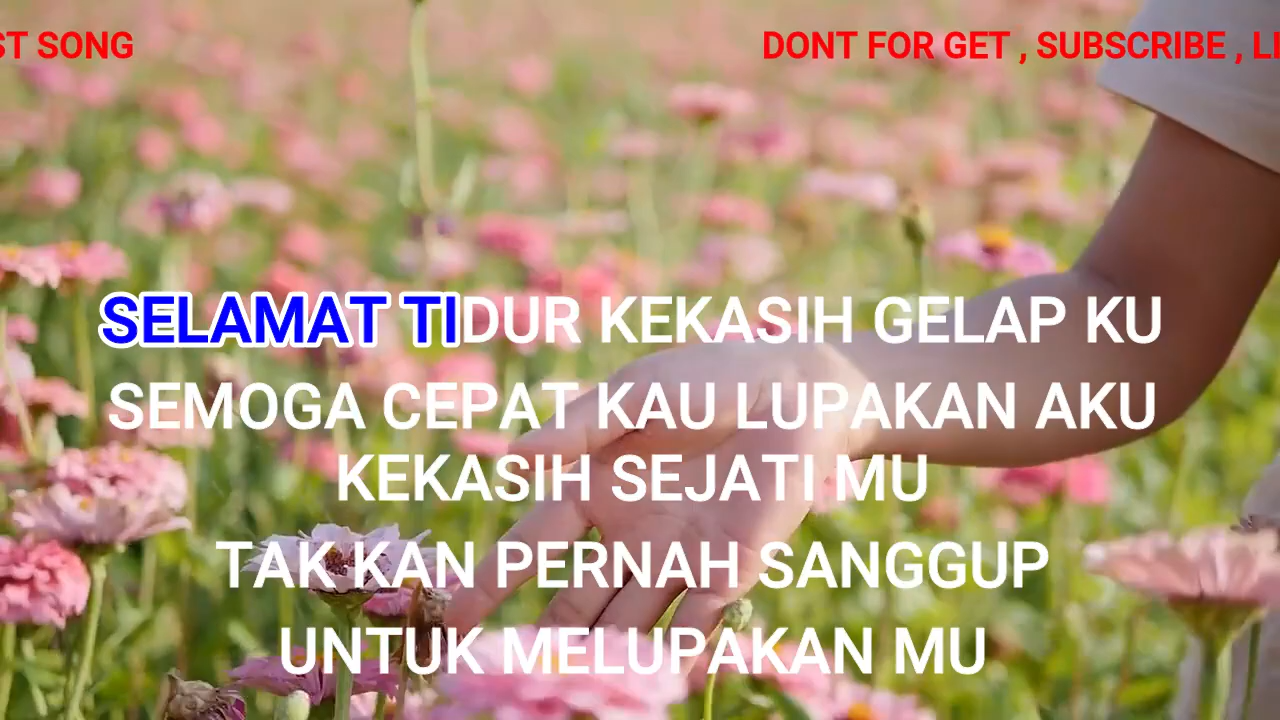 ST SONG
DONT FOR GET , SUBSCRIBE , LI
SELAMAT TIDUR KEKASIH GELAP KU
SEMOGA CEPAT KAU LUPAKAN AKU
KEKASIH SEJATI MU
TAK KAN PERNAH SANGGUP
UNTUK MELUPAKAN MU